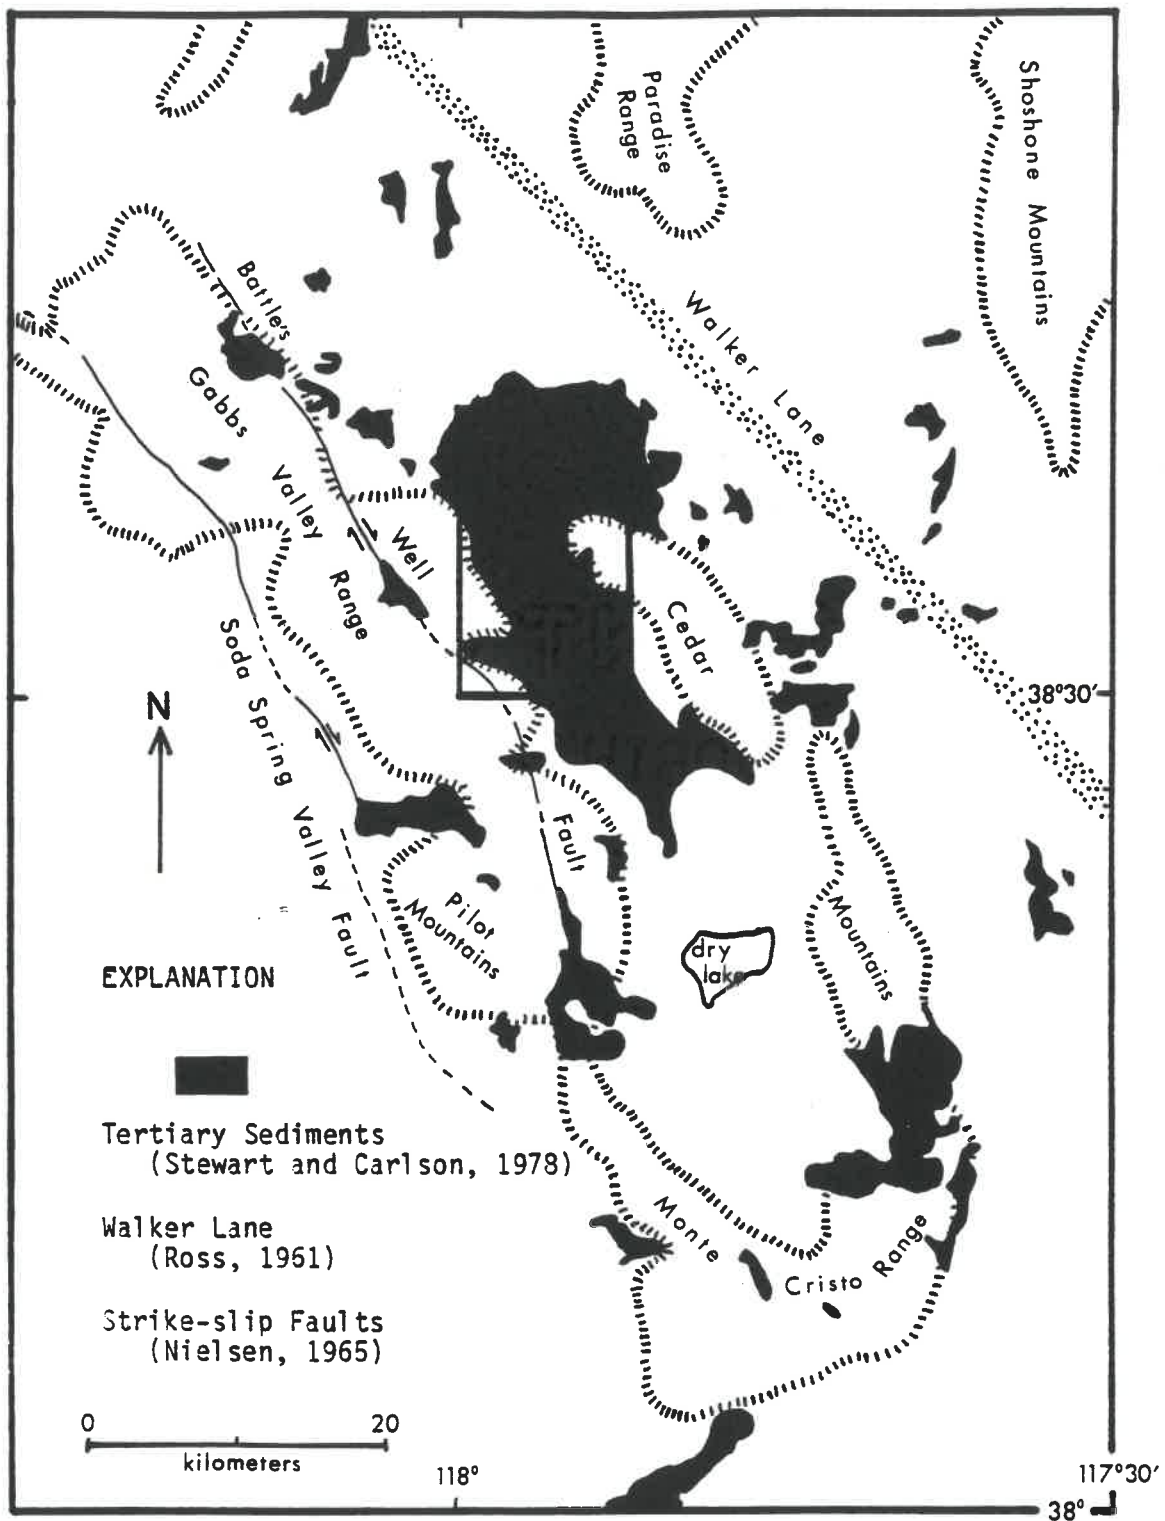 Paradise
Range
Shoshone Mountains
Battle's
Walker Lane
Gabbs
Valley
Well
Range
Cedar
Soda Spring Valley Fault
N
38°30'
Fault
Pilot
Mountains
Mountains
dry
lake
EXPLANATION
Tertiary Sediments
(Stewart and Carlson, 1978)
Walker Lane
(Ross, 1961)
Strike-slip Faults
(Nielsen, 1965)
Monte
Cristo
Range
0 20
kilometers
118°
117°30'
38°